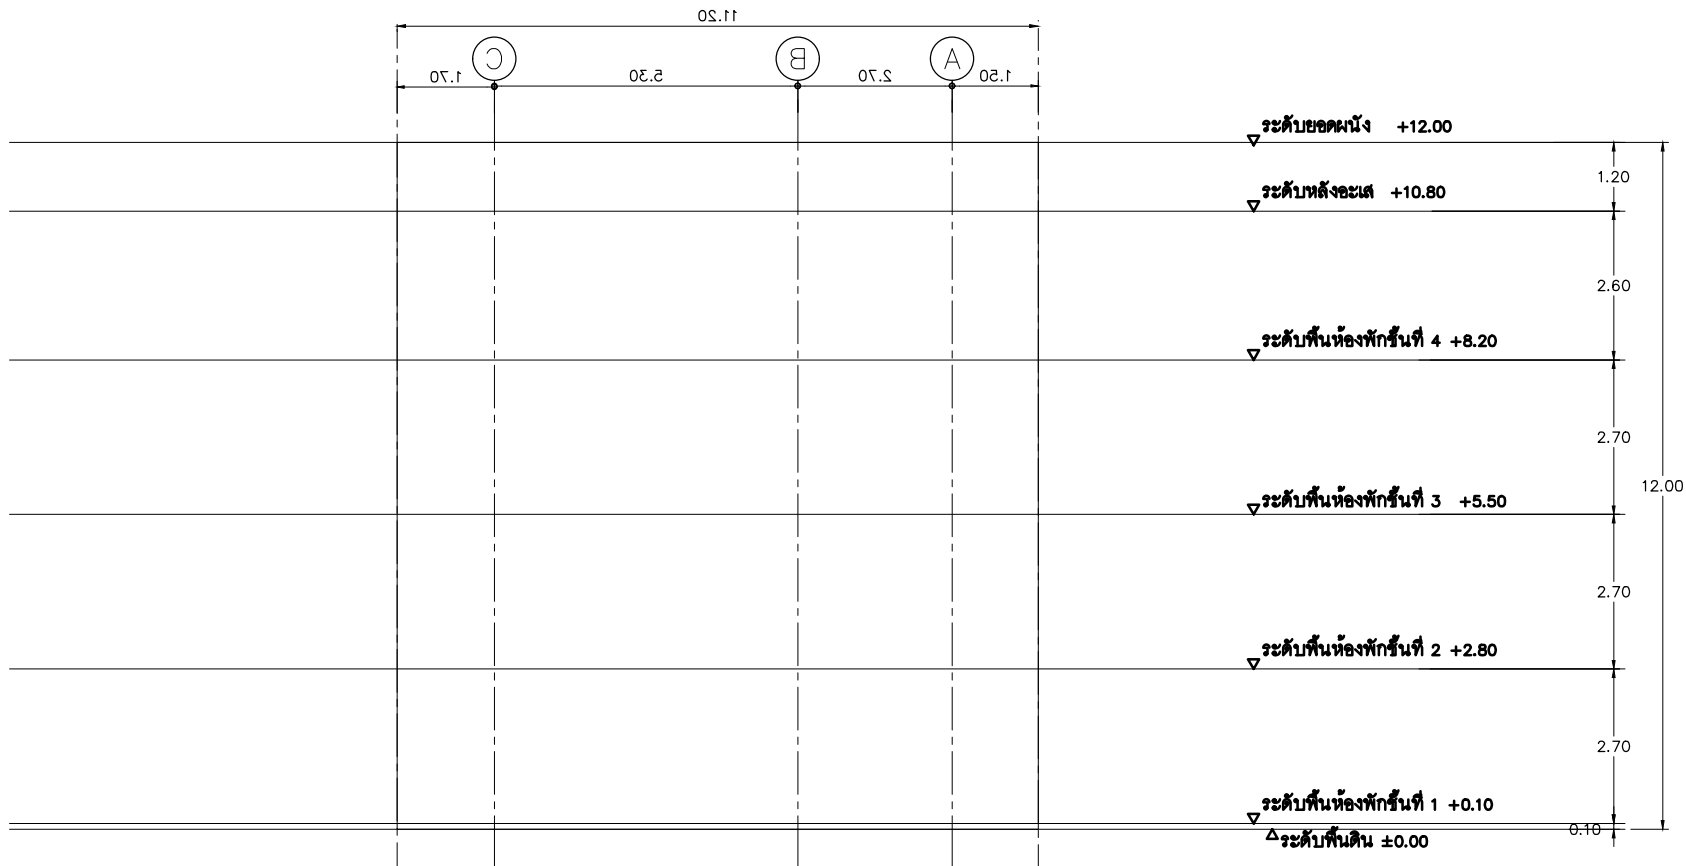 11.20
C B A
1.70 5.30 2.70 1.50
ระดับยอดผนัง +12.00
1.20
ระดับหลังอะเส +10.80
2.60
ระดับพื้นห้องพักชั้นที่ 4 +8.20
2.70
12.00
ระดับพื้นห้องพักชั้นที่ 3 +5.50
2.70
ระดับพื้นห้องพักชั้นที่ 2 +2.80
2.70
ระดับพื้นห้องพักชั้นที่ 1 +0.10
0.10
ระดับพื้นดิน ±0.00